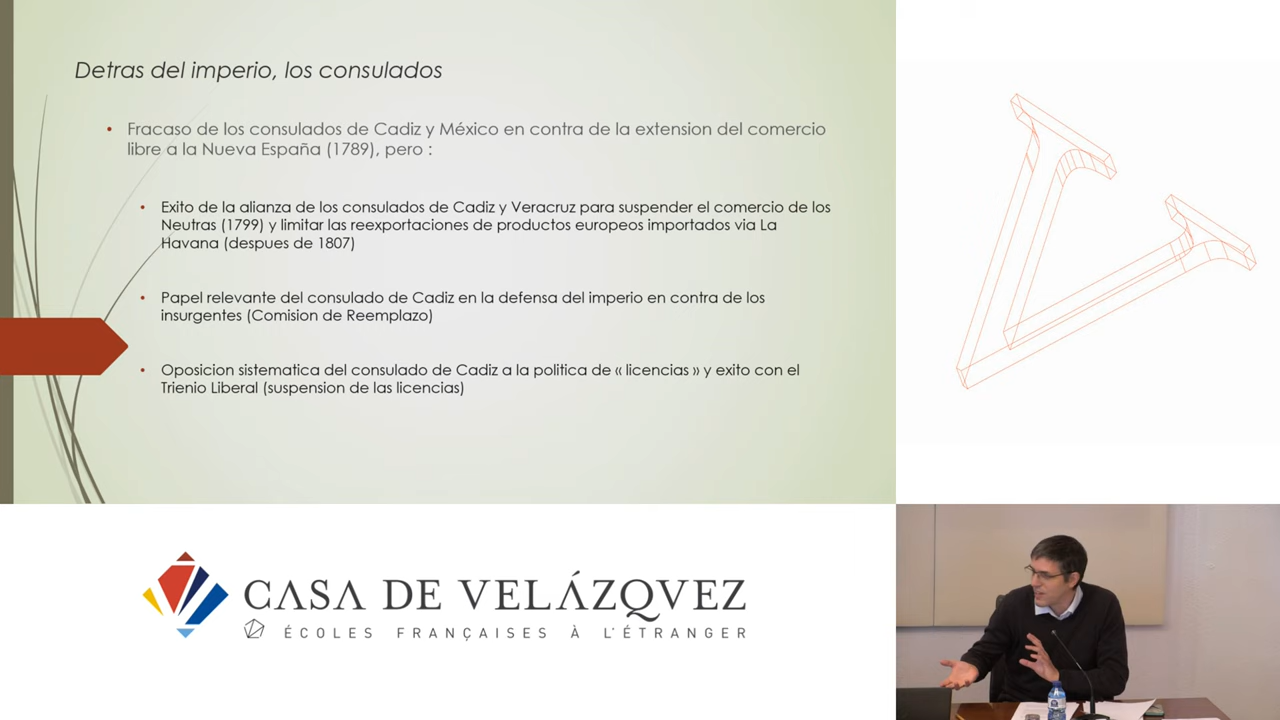 Detras del imperio, los consulados
• Fracaso de los consulados de Cadiz y México en contra de la extension del comercio
libre a la Nueva España (1789), pero :
• Exito de la alianza de los consulados de Cadiz y Veracruz para suspender el comercio de los
Neutras (1799) y limitar las reexportaciones de productos europeos importados via La
Havana (despues de 1807)
• Papel relevante del consulado de Cadiz en la defensa del imperio en contra de los
insurgentes (Comision de Reemplazo)
• Oposicion sistematica del consulado de Cadiz a la politica de « licencias » y exito con el
Trienio Liberal (suspension de las licencias)
CASA DE VELÁZQVEZ
ÉCOLES FRANÇAISES À L'ÉTRANGER